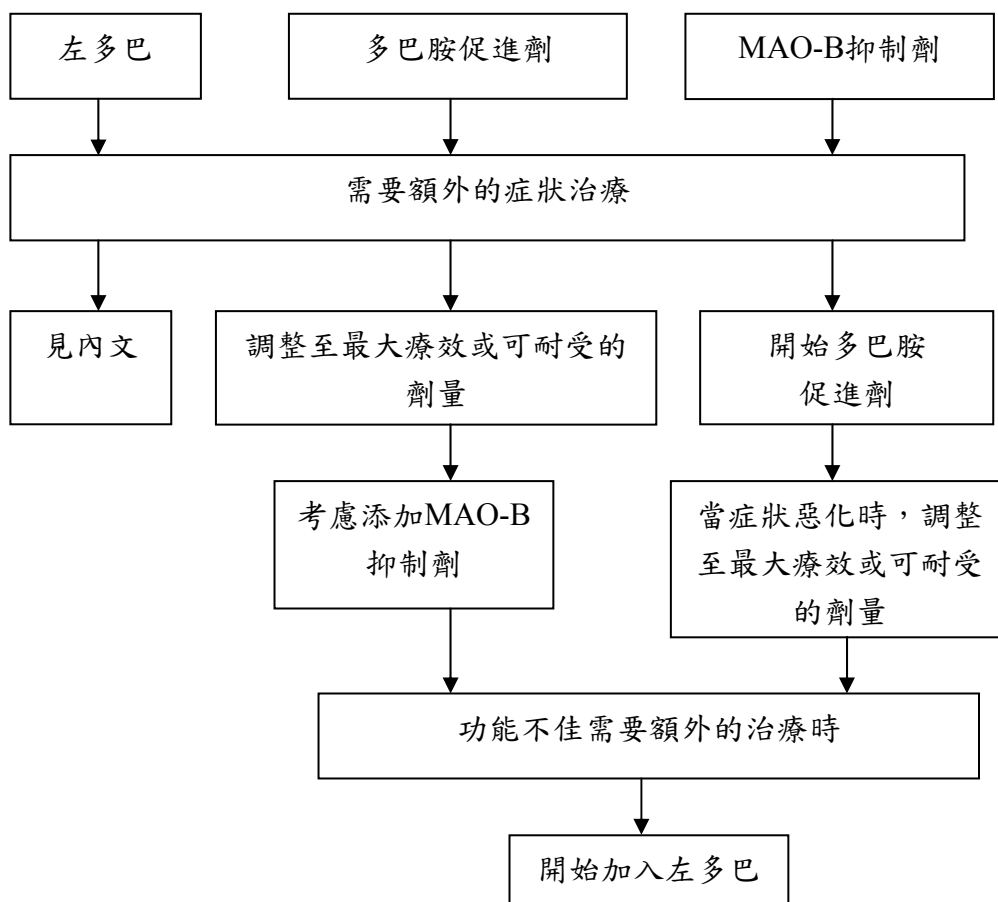 左多巴
多巴胺促進劑
MAO-B抑制劑
需要額外的症狀治療
見內文
調整至最大療效或可耐受的
劑量
開始多巴胺
促進劑
考慮添加MAO-B
抑制劑
當症狀惡化時，調整
至最大療效或可耐受
的劑量
功能不佳需要額外的治療時
開始加入左多巴